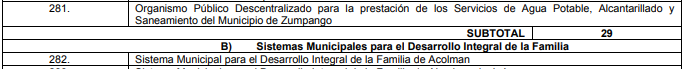 281. Organismo Público Descentralizado para la prestación de los Servicios de Agua Potable, Alcantarillado y
Saneamiento del Municipio de Zumpango
SUBTOTAL 29
B) Sistemas Municipales para el Desarrollo Integral de la Familia
282. Sistema Municipal para el Desarrollo Integral de la Familia de Acolman